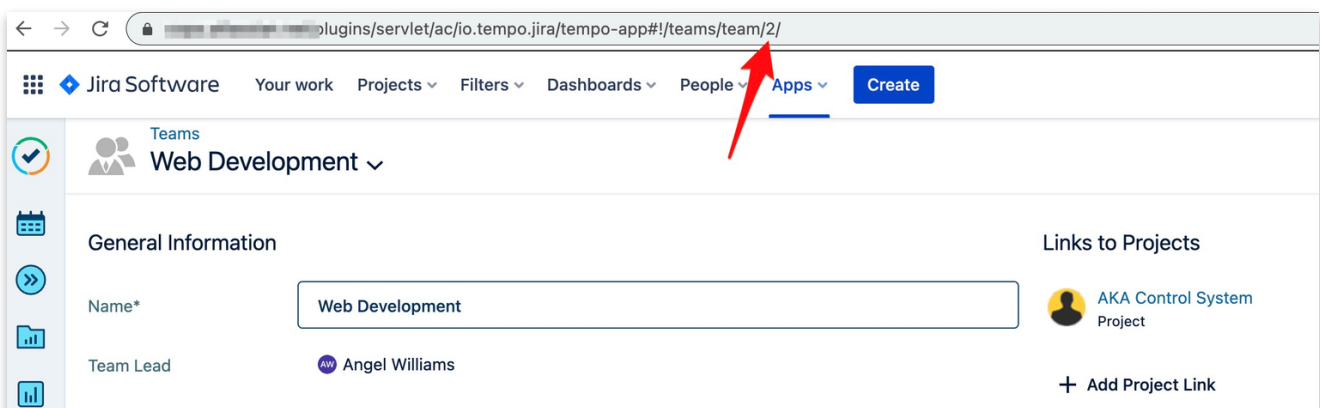 plugins/servlet/ac/io.tempo.jira/tempo-app#!/teams/team/2/
Jira Software Your work Projects Filters Dashboards People Apps Create
Teams
Web Development
General Information
Links to Projects
Name*
Web Development
AKA Control System
Project
Team Lead
AW
Angel Williams
+ Add Project Link